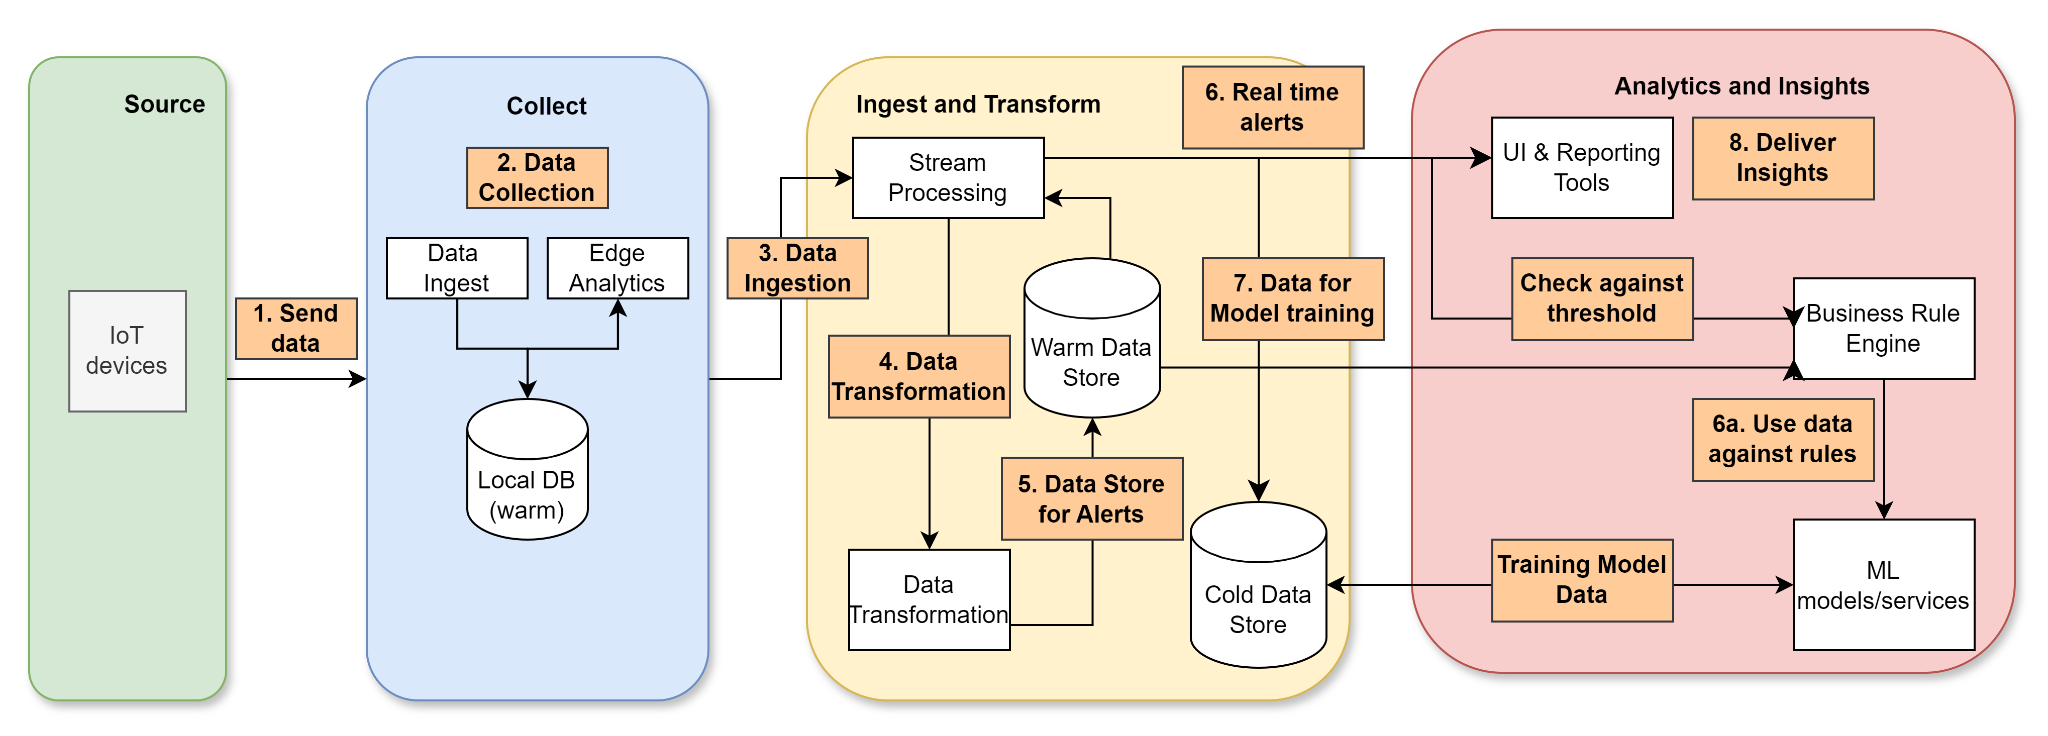 Source
IoT
devices
1. Send
data
Collect
2. Data
Collection
Data
Ingest
Edge
Analytics
Local DB
(warm)
3. Data
Ingestion
Ingest and Transform
Stream
Processing
4. Data
Transformation
Data
Transformation
Warm Data
Store
5. Data Store
for Alerts
6. Real time
alerts
7. Data for
Model training
Cold Data
Store
Analytics and Insights
UI & Reporting
Tools
8. Deliver
Insights
Check against
threshold
Business Rule
Engine
6a. Use data
against rules
Training Model
Data
ML
models/services